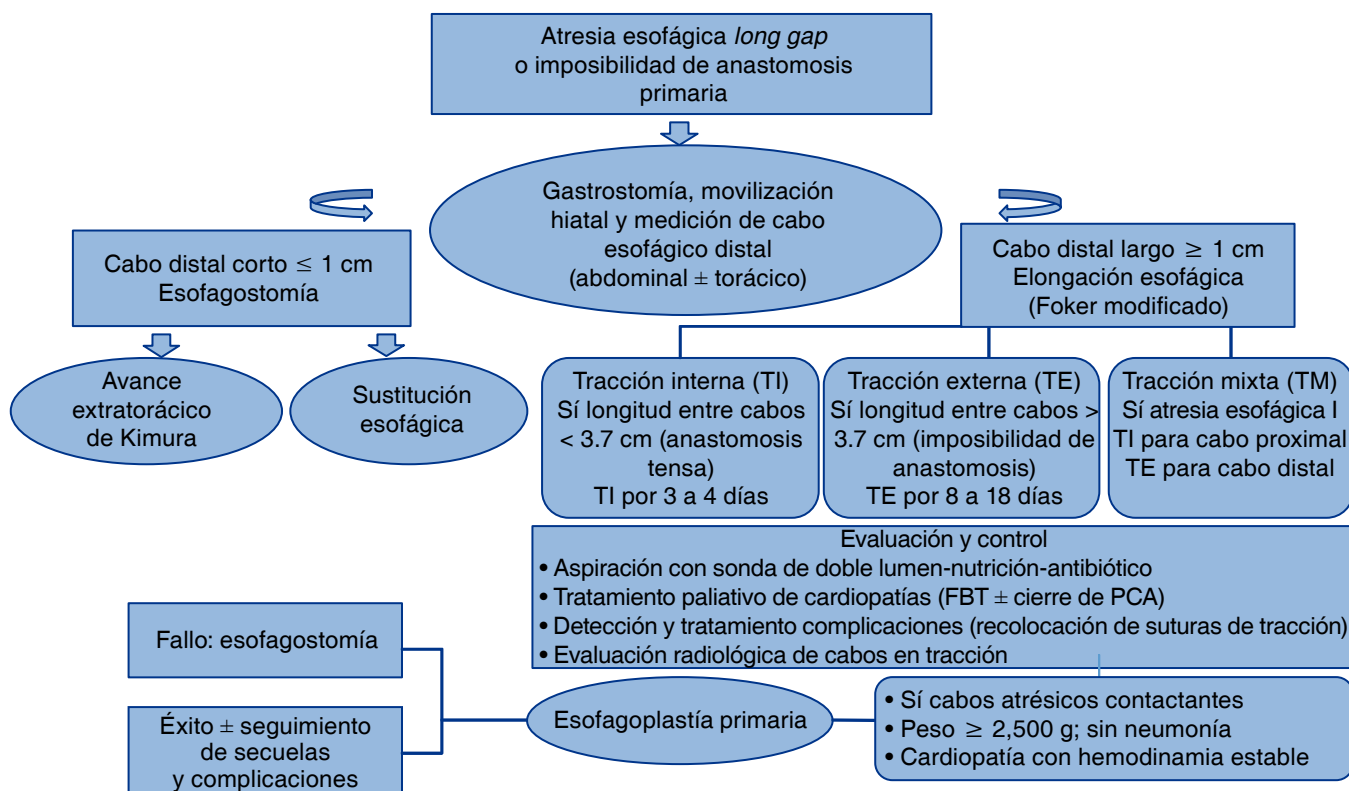 Atresia esofágica long gap
o imposibilidad de anastomosis
primaria
Gastrostomía, movilización
hiatal y medición de cabo
esofágico distal
(abdominal ± torácico)
Cabo distal corto ≤ 1 cm
Esofagostomía
Cabo distal largo ≥ 1 cm
Elongación esofágica
(Foker modificado)
Avance
extratorácico
de Kimura
Sustitución
esofágica
Tracción interna (TI)
Sí longitud entre cabos
< 3.7 cm (anastomosis
tensa)
TI por 3 a 4 días
Tracción externa (TE)
Sí longitud entre cabos >
3.7 cm (imposibilidad de
anastomosis)
TE por 8 a 18 días
Tracción mixta (TM)
Sí atresia esofágica I
TI para cabo proximal
TE para cabo distal
Evaluación y control
• Aspiración con sonda de doble lumen-nutrición-antibiótico
• Tratamiento paliativo de cardiopatías (FBT ± cierre de PCA)
• Detección y tratamiento complicaciones (recolocación de suturas de tracción)
• Evaluación radiológica de cabos en tracción
Fallo: esofagostomía
Éxito ± seguimiento
de secuelas
y complicaciones
Esofagoplastía primaria
• Sí cabos atrésicos contactantes
• Peso ≥ 2,500 g; sin neumonía
• Cardiopatía con hemodinamia estable